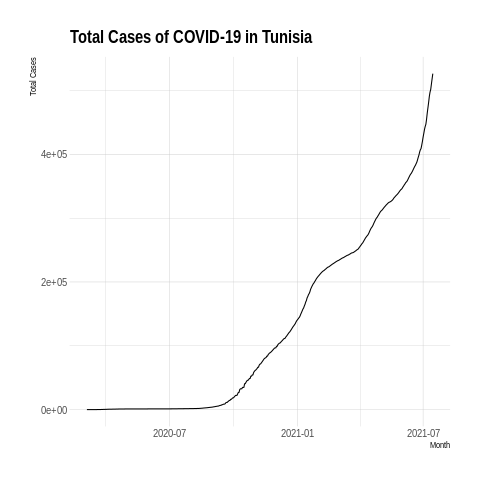 Total Cases of COVID-19 in Tunisia
Total Cases
4e+05
2e+05
0e+00
2020-07
2021-01
2021-07
Month